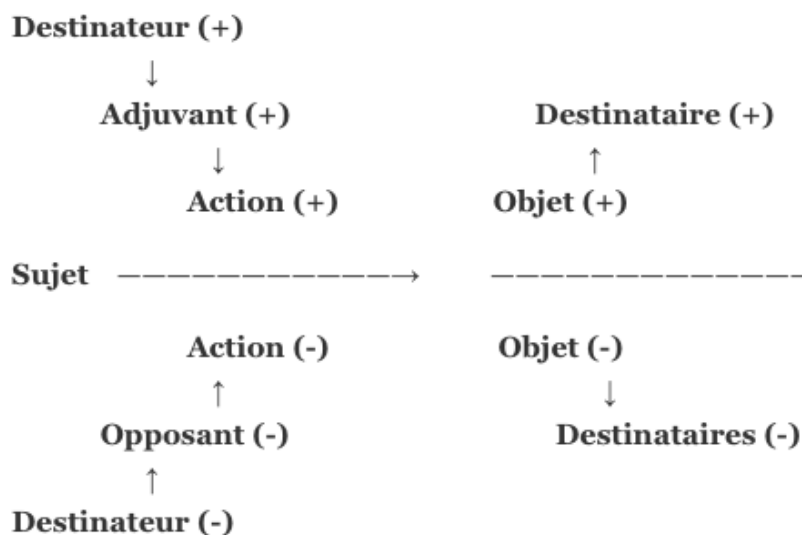 Destinateur (+)
↓
Adjuvant (+) Destinataire (+)
↓ ↑
Action (+) Objet (+)
Sujet —————————————→ —————————————
Action (-) Objet (-)
↑ ↓
Opposant (-) Destinataires (-)
↑
Destinateur (-)